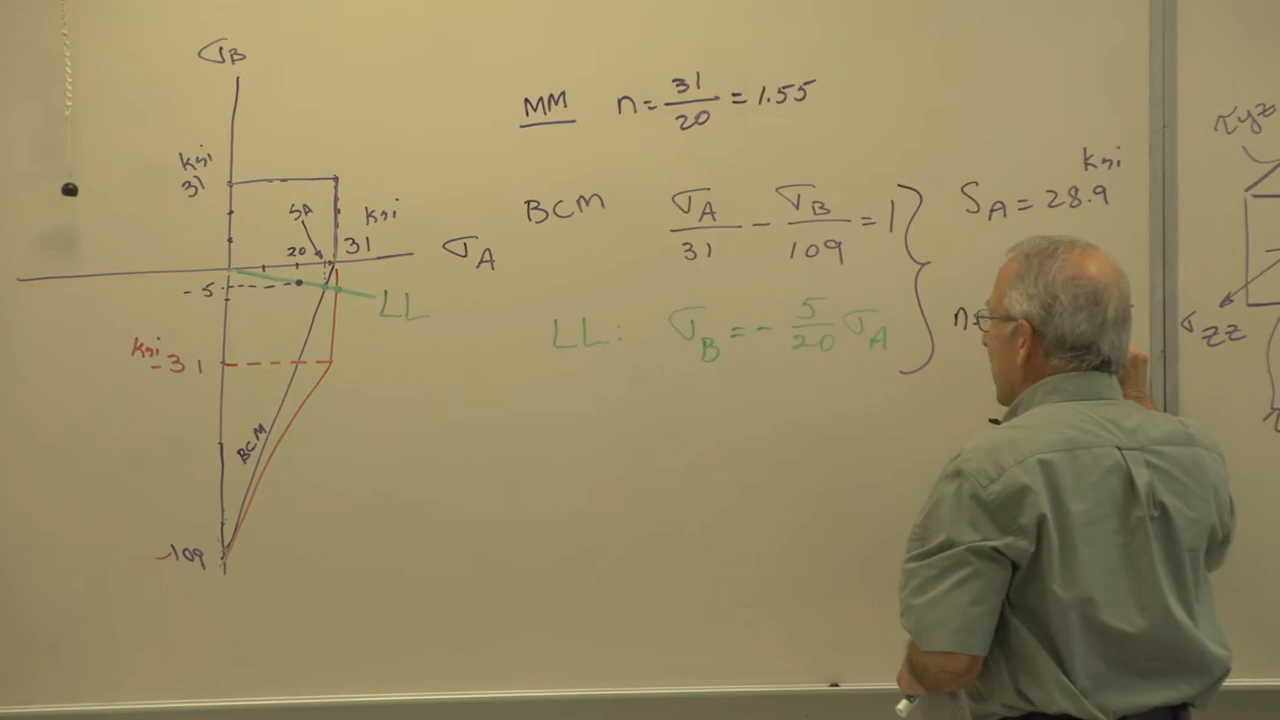 σB
ksi
31
SA
ksi
20
31
σA
-5
LL
ksi
-31
BCM
-109
MM n = 31/20 = 1.55
BCM σA/31 - σB/109 = 1
LL: σB = - 5/20 σA
ksi
SA = 28.9
n=
τyz
σzz